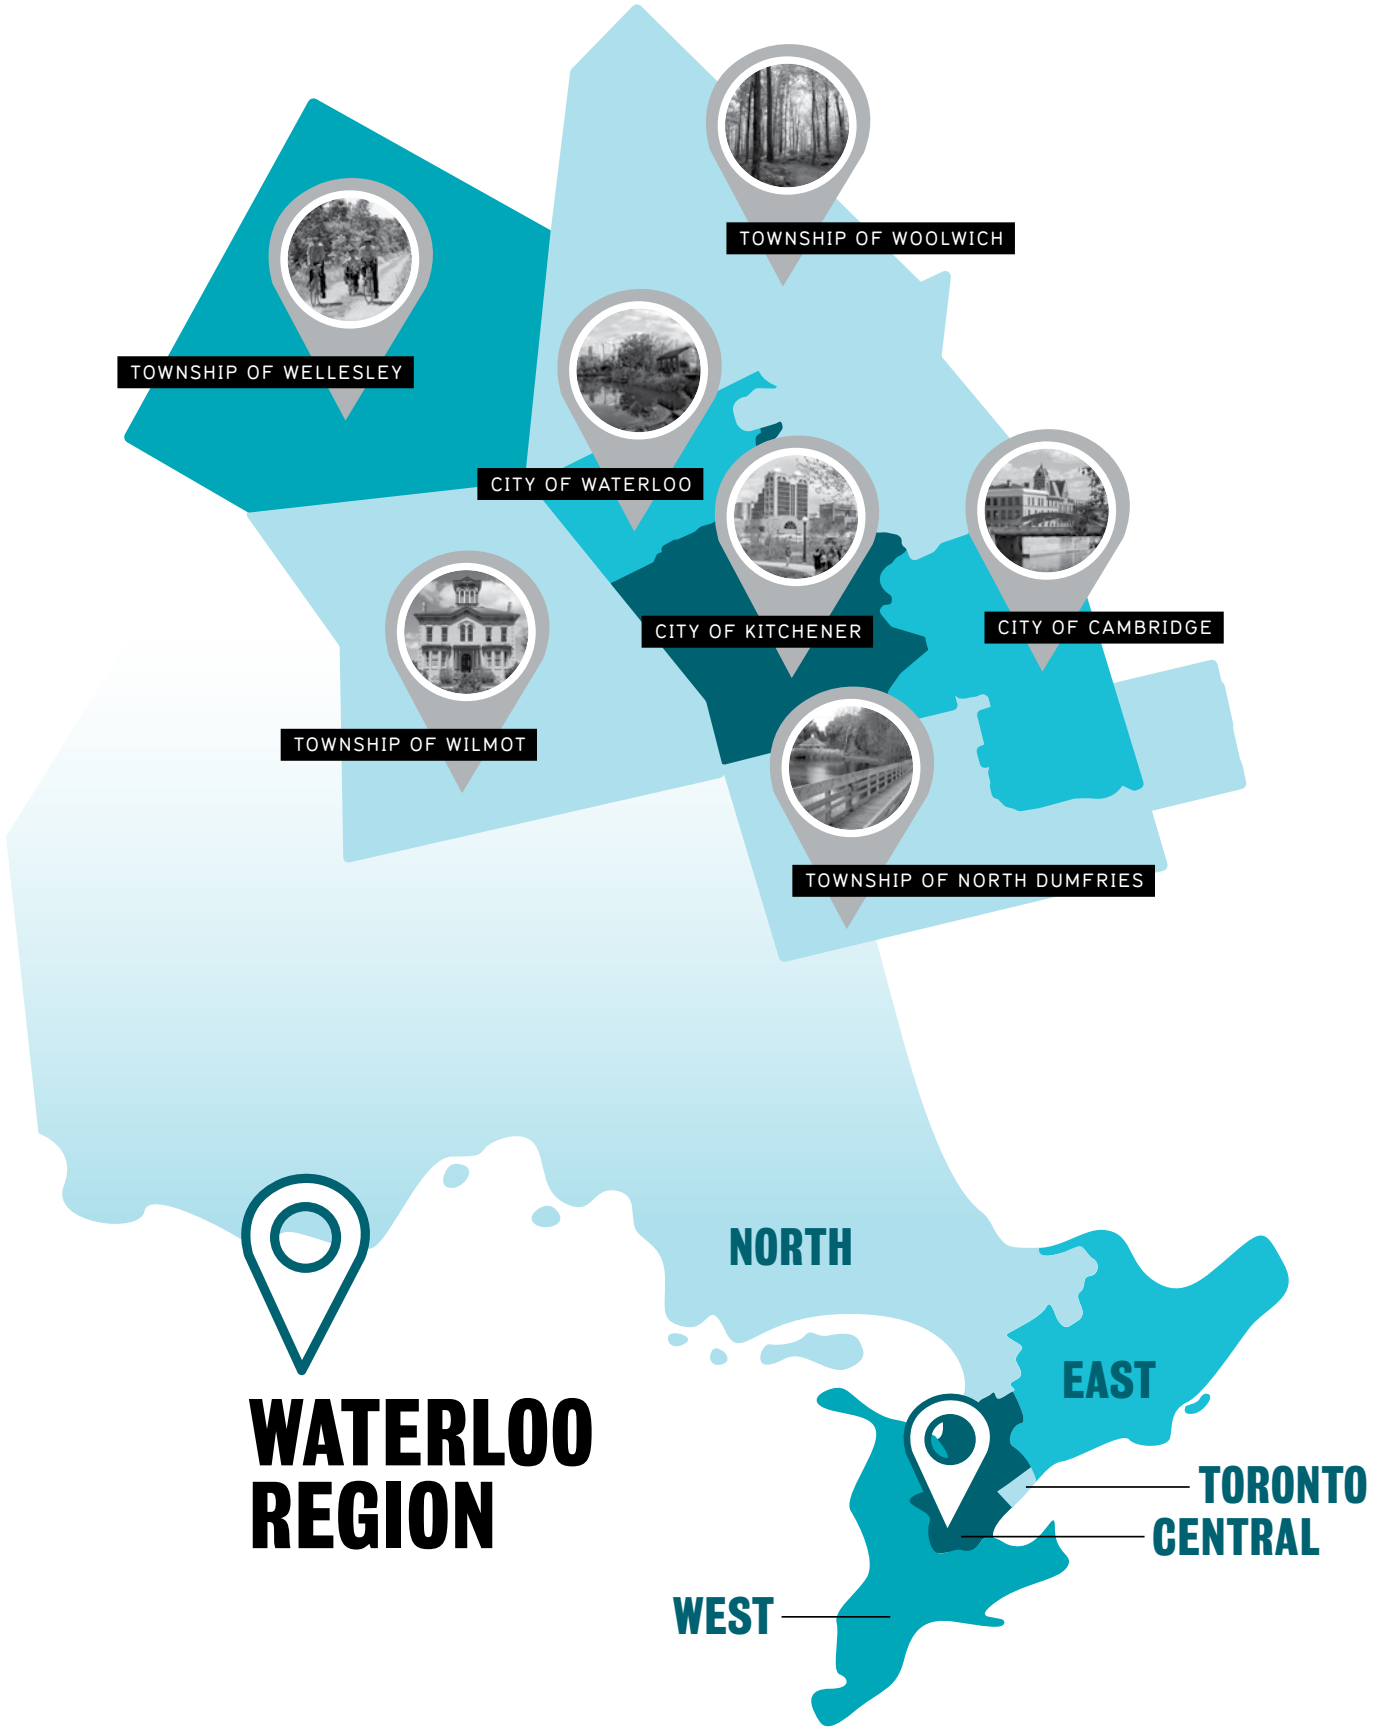 TOWNSHIP OF WOOLWICH
TOWNSHIP OF WELLESLEY
CITY OF WATERLOO
CITY OF KITCHENER
CITY OF CAMBRIDGE
TOWNSHIP OF WILMOT
TOWNSHIP OF NORTH DUMFRIES
NORTH
EAST
WATERLOO
REGION
TORONTO
CENTRAL
WEST